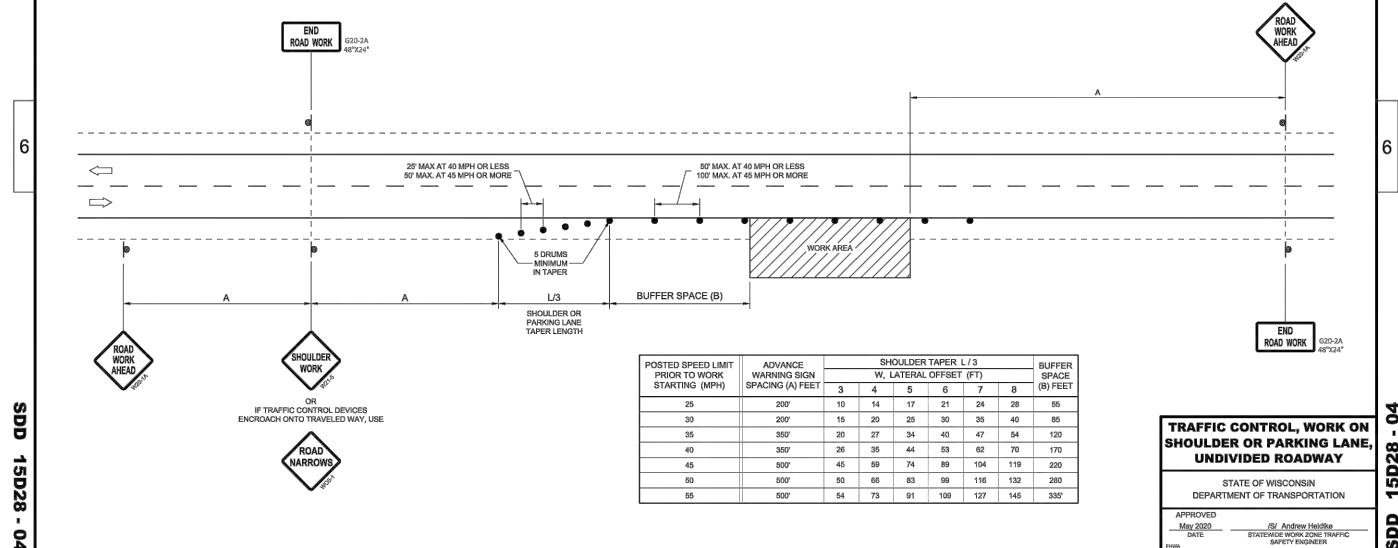 END
ROAD WORK
G20-2A
48"X24"
ROAD
WORK
AHEAD
W20-1A
A
6
6
25' MAX. AT 40 MPH OR LESS
50' MAX. AT 45 MPH OR MORE
50' MAX. AT 40 MPH OR LESS
100' MAX. AT 45 MPH OR MORE
5 DRUMS
MINIMUM
IN TAPER
WORK AREA
A
A
L/3
BUFFER SPACE (B)
SHOULDER OR
PARKING LANE
TAPER LENGTH
ROAD
WORK
AHEAD
W20-1A
SHOULDER
WORK
W21-5
OR
IF TRAFFIC CONTROL DEVICES
ENCROACH ONTO TRAVELED WAY, USE
ROAD
NARROWS
W05-1
END
ROAD WORK
G20-2A
48"X24"
POSTED SPEED LIMIT PRIOR TO WORK STARTING (MPH) ADVANCE WARNING SIGN SPACING (A) FEET SHOULDER TAPER L / 3 BUFFER SPACE (B) FEET
W, LATERAL OFFSET (FT)
3 4 5 6 7 8
25 200' 10 14 17 21 24 28 55
30 200' 15 20 25 30 35 40 85
35 350' 20 27 34 40 47 54 120
40 350' 26 35 44 53 62 70 170
45 500' 45 59 74 89 104 119 220
50 500' 50 66 83 99 116 132 280
55 500' 54 73 91 109 127 145 335'
SDD 15D28 - 04
SDD 15D28 - 04
TRAFFIC CONTROL, WORK ON
SHOULDER OR PARKING LANE,
UNDIVIDED ROADWAY
STATE OF WISCONSIN
DEPARTMENT OF TRANSPORTATION
APPROVED
May 2020 /S/ Andrew Heidtke
DATE STATEWIDE WORK ZONE TRAFFIC
SAFETY ENGINEER
FHWA